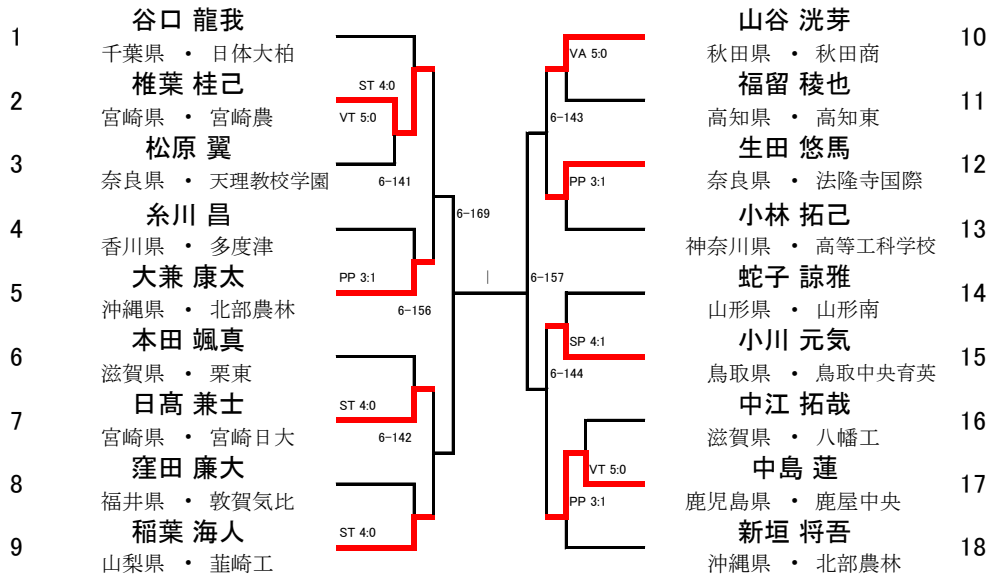 1
谷口 龍我
千葉県 ・ 日体大柏
2
椎葉 桂己
宮崎県 ・ 宮崎農
3
松原 翼
奈良県 ・ 天理教校学園
4
糸川 昌
香川県 ・ 多度津
5
大兼 康太
沖縄県 ・ 北部農林
6
本田 颯真
滋賀県 ・ 栗東
7
日髙 兼士
宮崎県 ・ 宮崎日大
8
窪田 廉大
福井県 ・ 敦賀気比
9
稲葉 海人
山梨県 ・ 韮崎工
ST 4:0
VT 5:0
6-141
PP 3:1
6-156
6-169
ST 4:0
6-142
ST 4:0
VA 5:0
6-143
PP 3:1
6-157
SP 4:1
6-144
VT 5:0
PP 3:1
山谷 洸芽
秋田県 ・ 秋田商
10
福留 稜也
高知県 ・ 高知東
11
生田 悠馬
奈良県 ・ 法隆寺国際
12
小林 拓己
神奈川県 ・ 高等工科学校
13
蛇子 諒雅
山形県 ・ 山形南
14
小川 元気
鳥取県 ・ 鳥取中央育英
15
中江 拓哉
滋賀県 ・ 八幡工
16
中島 蓮
鹿児島県 ・ 鹿屋中央
17
新垣 将吾
沖縄県 ・ 北部農林
18